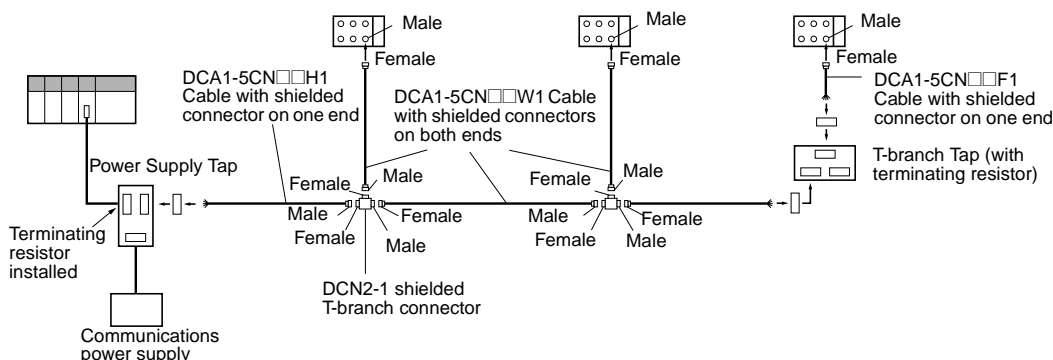 Male
Female
Male
Female
Male
Female
DCA1-5CN□□H1
Cable with shielded
connector on one end
DCA1-5CN□□W1 Cable
with shielded connectors
on both ends
DCA1-5CN□□F1
Cable with shielded
connector on one end
Power Supply Tap
T-branch Tap (with
terminating resistor)
Female
Male
Male
Female
Female
Male
Female
Male
Male
Female
Female
Male
Terminating
resistor
installed
DCN2-1 shielded
T-branch connector
Communications
power supply